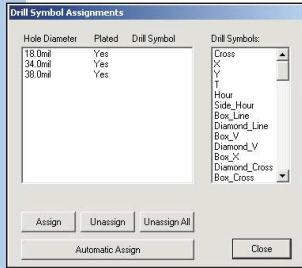 Drill Symbol Assignments
Hole Diameter Plated Drill Symbol
18.0mil Yes
34.0mil Yes
38.0mil Yes
Drill Symbols:
Cross
X
Y
T
Hour
Side_Hour
Box_Line
Diamond_Line
Box_V
Diamond_V
Box_X
Diamond_Cross
Box_Cross
Assign Unassign Unassign All
Automatic Assign Close